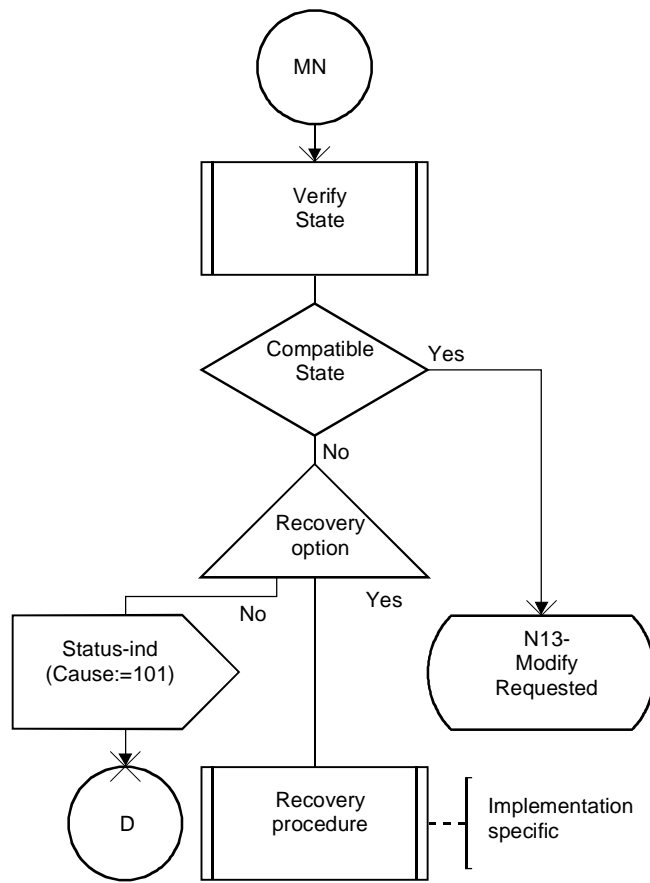 MN
Verify
State
Compatible
State
Yes
No
Recovery
option
No
Yes
Status-ind
(Cause:=101)
N13-
Modify
Requested
D
Recovery
procedure
Implementation
specific